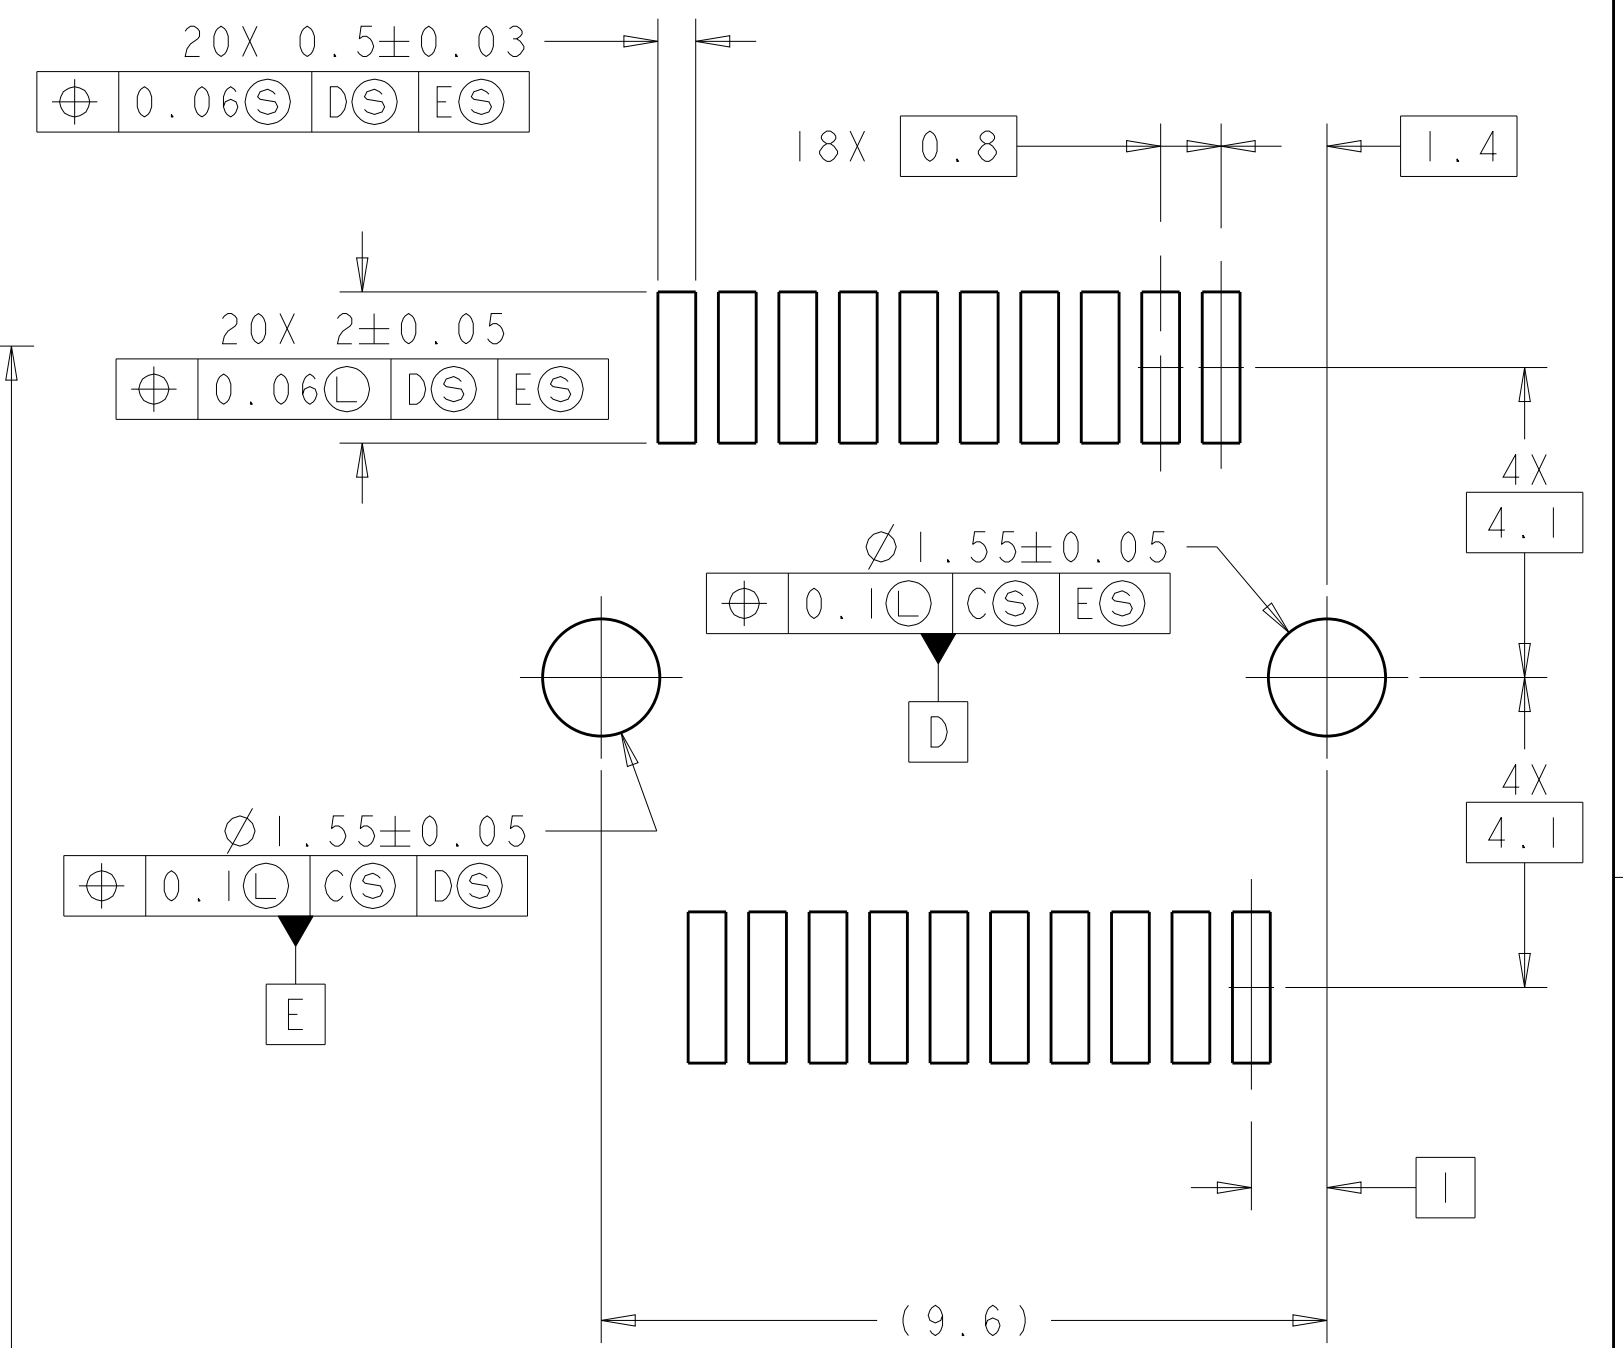 20X 0.5±0.03
⌖ 0.06Ⓢ DⓈ EⓈ
18X 0.8
1.4
20X 2±0.05
⌖ 0.06Ⓛ DⓈ EⓈ
4X
4.1
Ø1.55±0.05
⌖ 0.1Ⓛ CⓈ EⓈ
D
4X
4.1
Ø1.55±0.05
⌖ 0.1Ⓛ CⓈ DⓈ
E
1
(9.6)